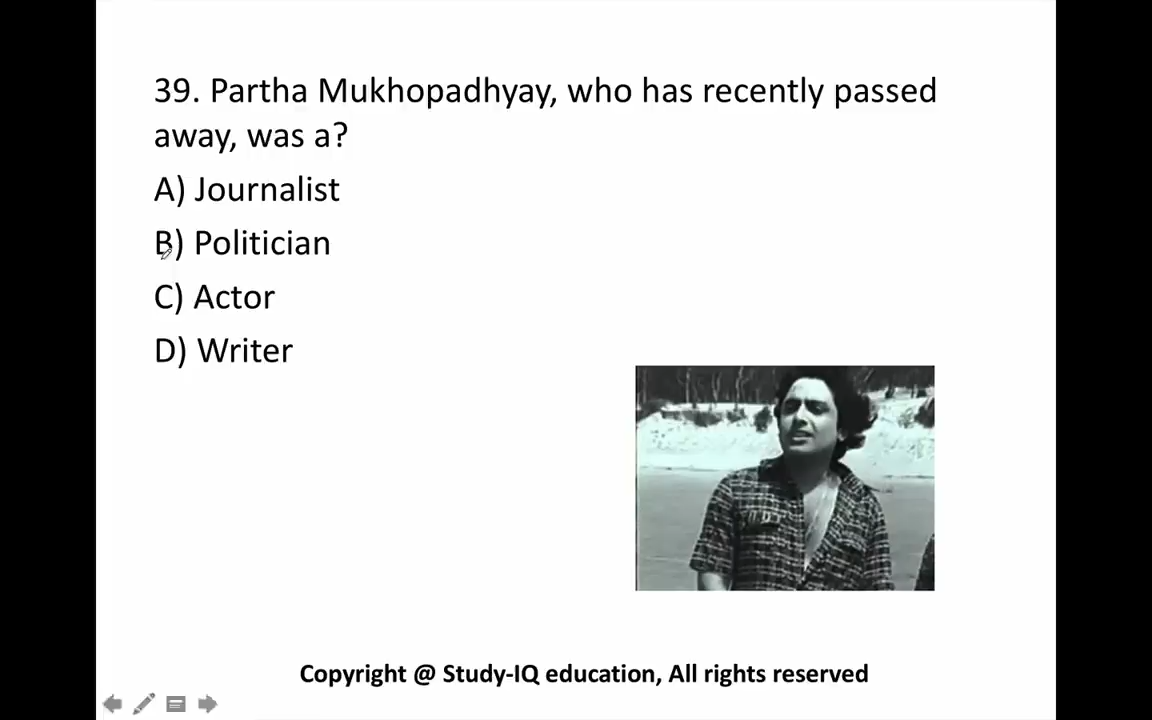 39. Partha Mukhopadhyay, who has recently passed
away, was a?
A) Journalist
B) Politician
C) Actor
D) Writer
Copyright @ Study-IQ education, All rights reserved